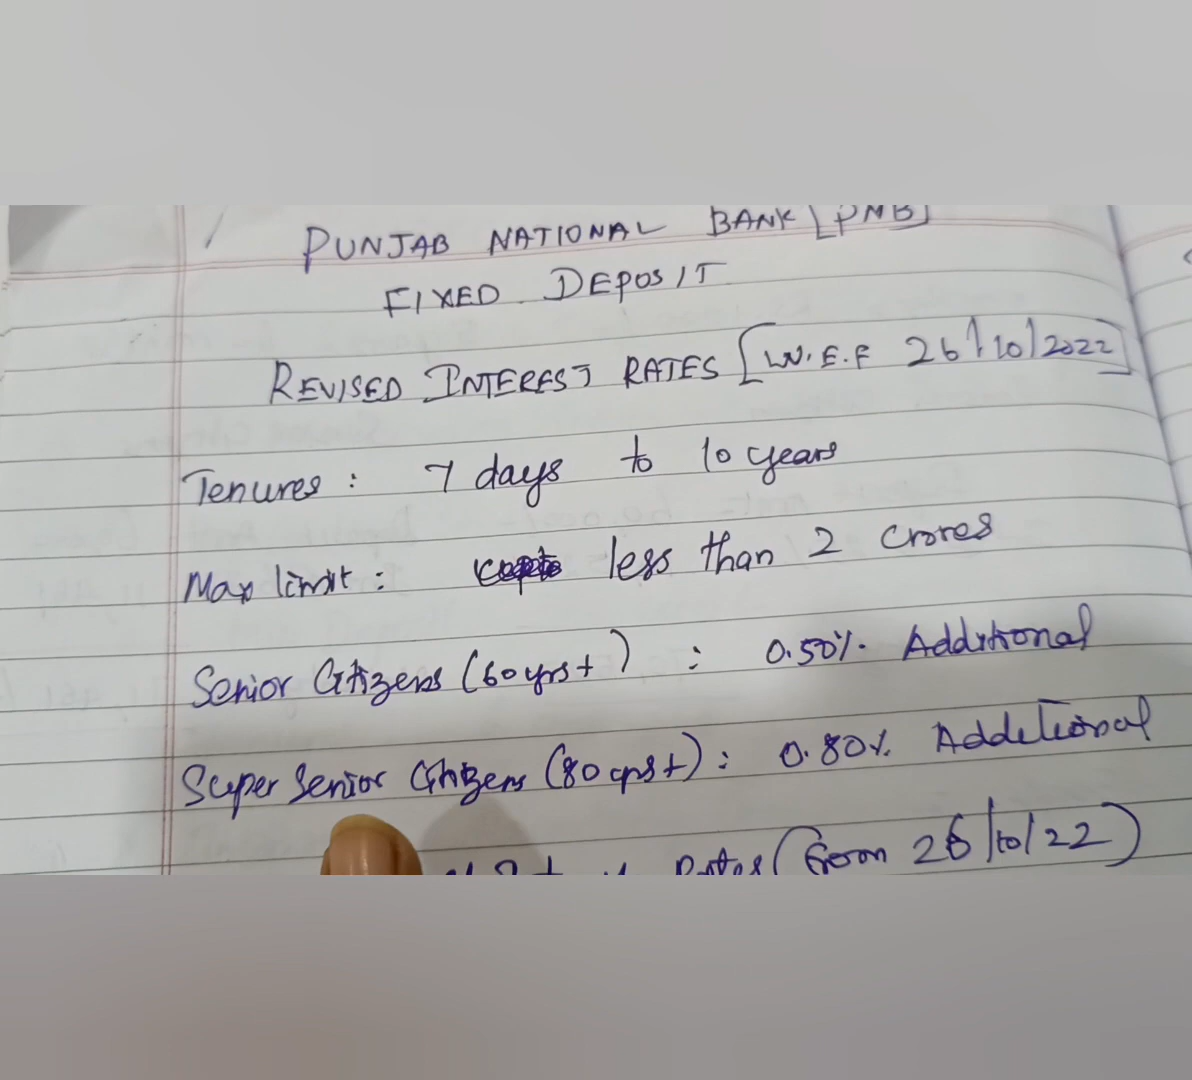 PUNJAB NATIONAL BANK [PNB]
FIXED DEPOSIT
REVISED INTEREST RATES [W.E.F 26/10/2022]
Tenures : 7 days to 10 years
Max limit : less than 2 crores
Senior Citizens (60yrs+) : 0.50%. Additional
Super Senior Citizens (80yrs+) : 0.80% Additional
Rates (from 26/10/22)